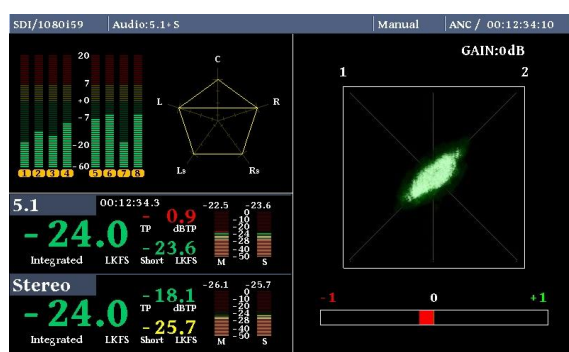 SDI/1080i59 Audio:5.1+S Manual ANC / 00:12:34:10
20
7
+0
-7
-20
-60
1 2 3 4 5 6 7 8
C
L R
Ls Rs
5.1 00:12:34.3
-24.0
Integrated LKFS
- 0.9
TP dBTP
-23.6
Short LKFS
-22.5 -23.6
0
-10
-20
-24
-28
-40
-50
M S
Stereo
-24.0
Integrated LKFS
-18.1
TP dBTP
-25.7
Short LKFS
-26.1 -25.7
0
-10
-20
-24
-28
-40
-50
M S
GAIN:0dB
1 2
-1 0 +1